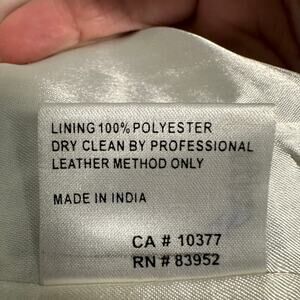 LINING 100% POLYESTER
DRY CLEAN BY PROFESSIONAL
LEATHER METHOD ONLY
MADE IN INDIA
CA # 10377
RN # 83952